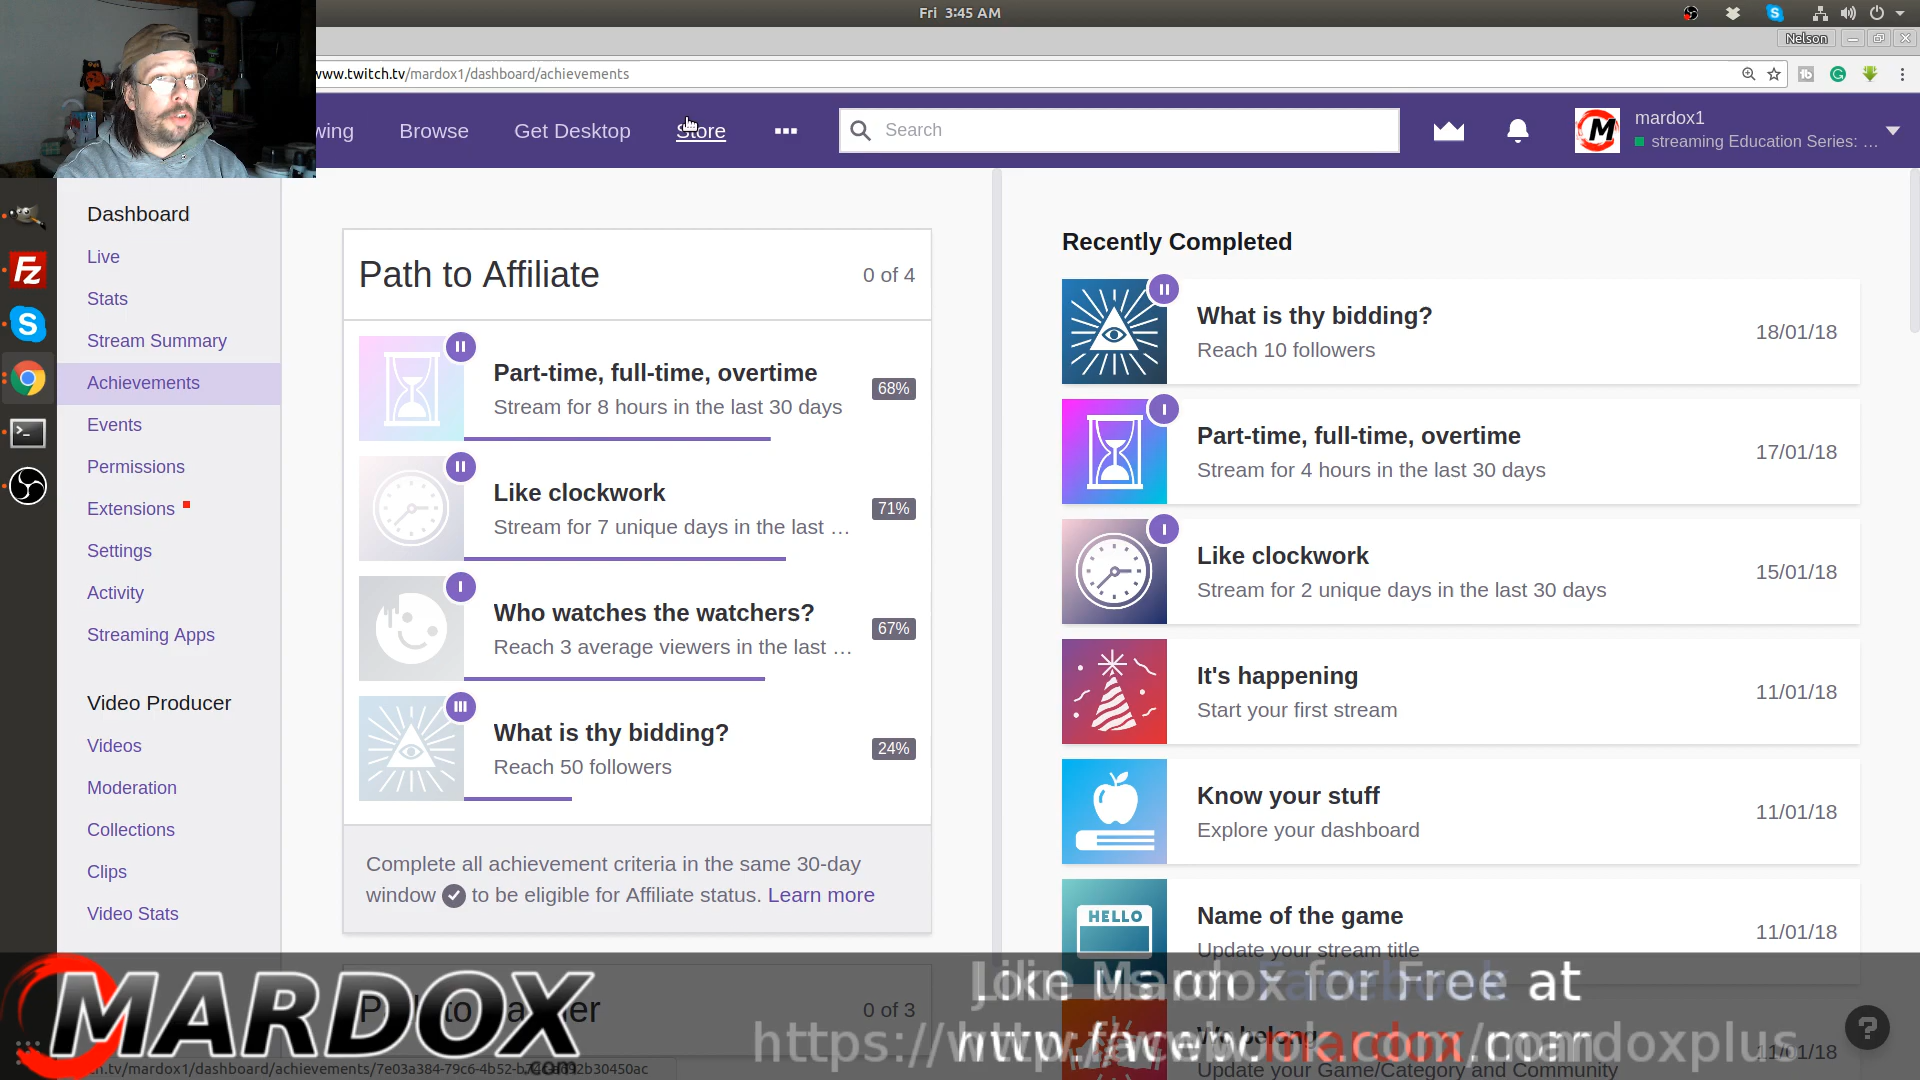 Fri 3:45 AM
Nelson
www.twitch.tv/mardox1/dashboard/achievements
wing
Browse
Get Desktop
Store
Search
mardox1
streaming Education Series: ...
Dashboard
Live
Stats
Stream Summary
Achievements
Events
Permissions
Extensions
Settings
Activity
Streaming Apps
Video Producer
Videos
Moderation
Collections
Clips
Video Stats
Path to Affiliate
0 of 4
Part-time, full-time, overtime
Stream for 8 hours in the last 30 days
68%
Like clockwork
Stream for 7 unique days in the last ...
71%
Who watches the watchers?
Reach 3 average viewers in the last ...
67%
What is thy bidding?
Reach 50 followers
24%
Complete all achievement criteria in the same 30-day
window to be eligible for Affiliate status. Learn more
0 of 3
Recently Completed
What is thy bidding?
Reach 10 followers
18/01/18
Part-time, full-time, overtime
Stream for 4 hours in the last 30 days
17/01/18
Like clockwork
Stream for 2 unique days in the last 30 days
15/01/18
It's happening
Start your first stream
11/01/18
Know your stuff
Explore your dashboard
11/01/18
HELLO
Name of the game
Update your stream title
11/01/18
Update your Game/Category and Community
11/01/18
MARDOX